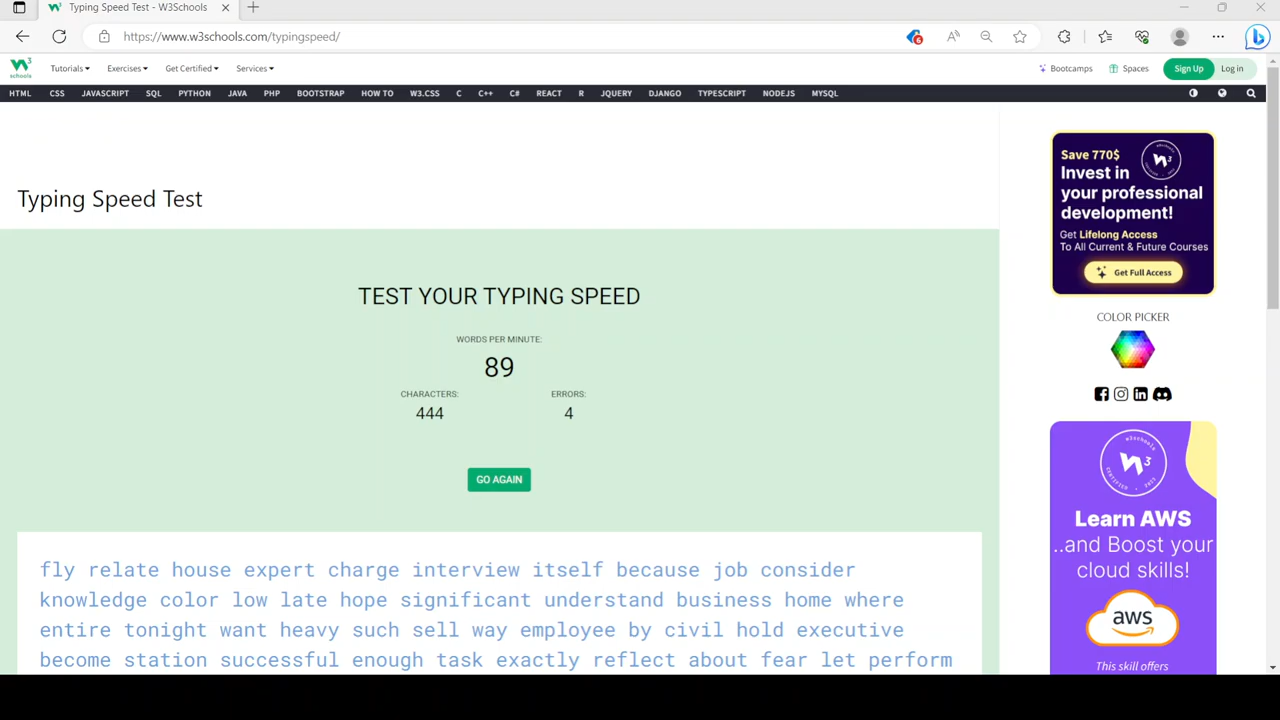 Typing Speed Test - W3Schools
https://www.w3schools.com/typingspeed/
6
W3 schools
Tutorials Exercises Get Certified Services
Bootcamps Spaces Sign Up Log in
HTML CSS JAVASCRIPT SQL PYTHON JAVA PHP BOOTSTRAP HOW TO W3.CSS C C++ C# REACT R JQUERY DJANGO TYPESCRIPT NODEJS MYSQL
Typing Speed Test
TEST YOUR TYPING SPEED
WORDS PER MINUTE:
89
CHARACTERS: ERRORS:
444 4
GO AGAIN
fly relate house expert charge interview itself because job consider
knowledge color low late hope significant understand business home where
entire tonight want heavy such sell way employee by civil hold executive
become station successful enough task exactly reflect about fear let perform
Save 770$
Invest in
your professional
development!
Get Lifelong Access
To All Current & Future Courses
Get Full Access
COLOR PICKER
w3schools
CERTIFIED
Learn AWS
..and Boost your
cloud skills!
aws
This skill offers